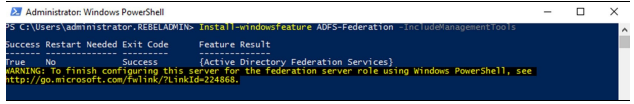 Administrator: Windows PowerShell
PS C:\Users\administrator.REBELADMIN> Install-windowsfeature ADFS-Federation -IncludeManagementTools
Success Restart Needed Exit Code      Feature Result
------- -------------- ---------      --------------
True    No             Success        {Active Directory Federation Services}
WARNING: To finish configuring this server for the federation server role using Windows PowerShell, see
http://go.microsoft.com/fwlink/?LinkId=224868.